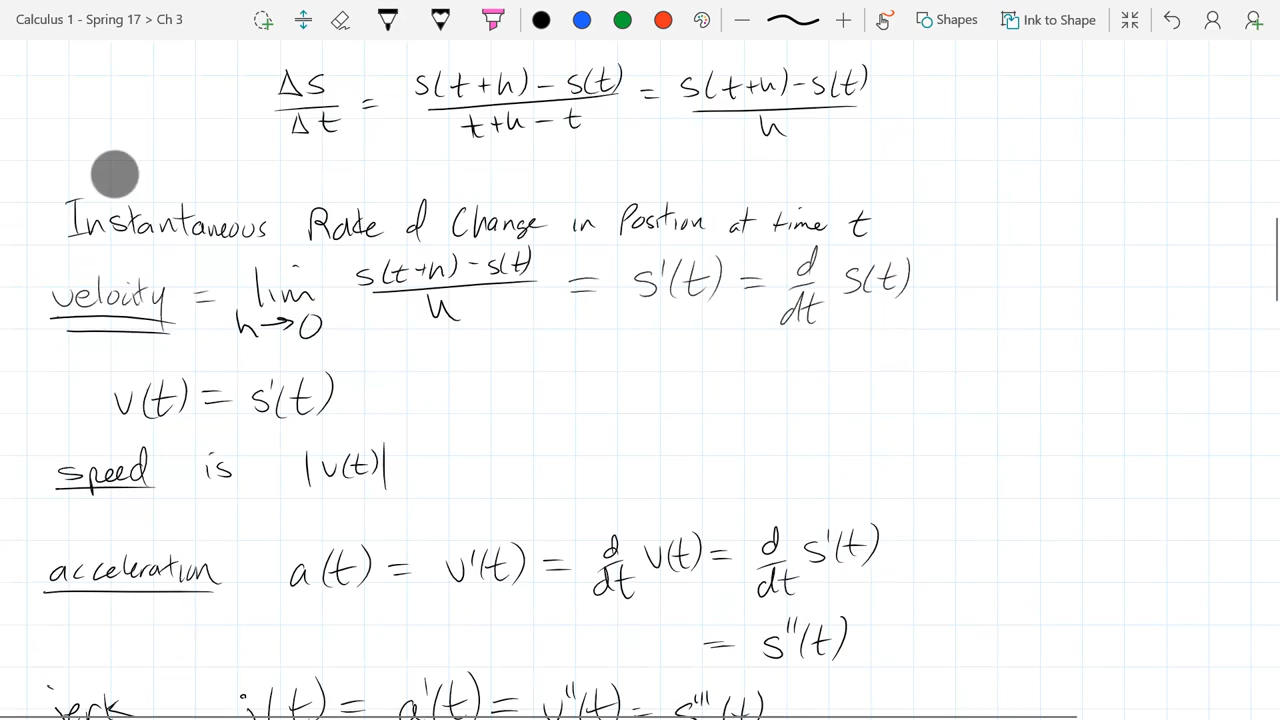 Calculus 1 - Spring 17 > Ch 3
Shapes
Ink to Shape
Δs/Δt = (s(t+h) - s(t))/(t+h-t) = (s(t+h) - s(t))/h
Instantaneous Rate of Change in Position at time t
velocity = lim h→0 (s(t+h) - s(t))/h = s'(t) = d/dt s(t)
v(t) = s'(t)
speed is |v(t)|
acceleration a(t) = v'(t) = d/dt v(t) = d/dt s'(t)
= s''(t)
jerk j(t) = a'(t) = v''(t) = s'''(t)